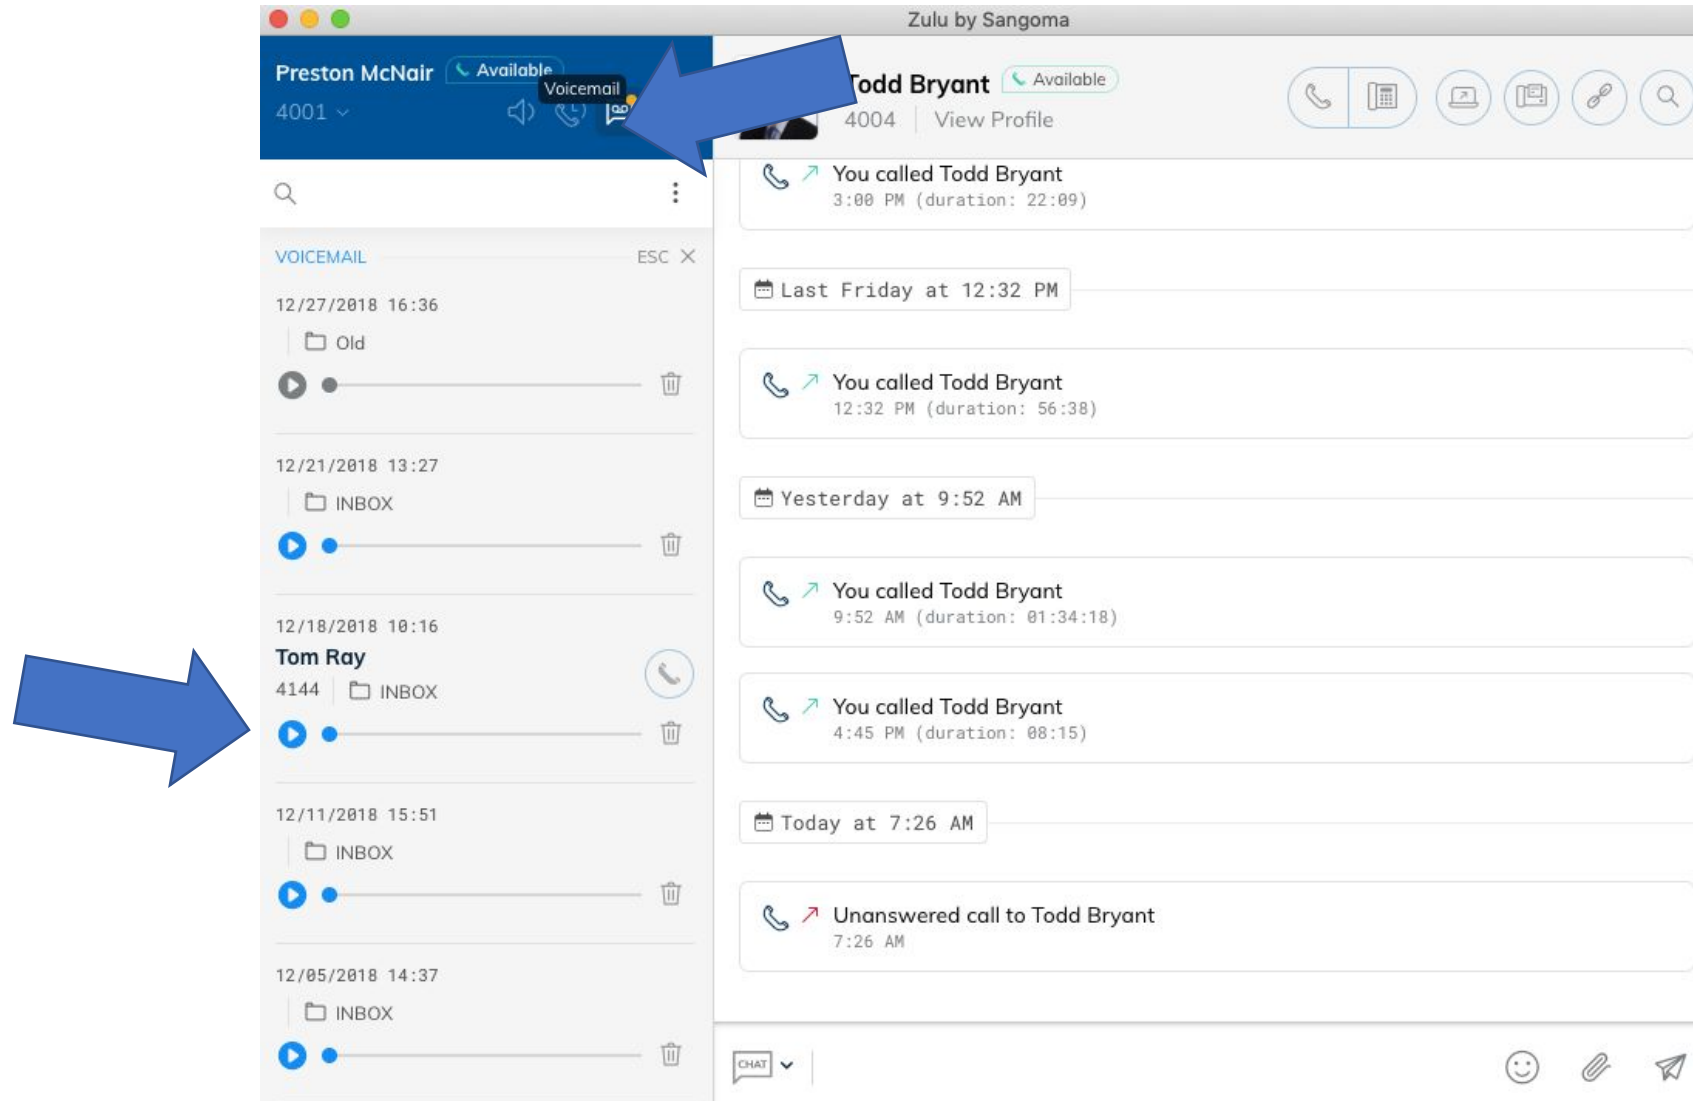 Zulu by Sangoma
Preston McNair Available
Voicemail
4001
VOICEMAIL ESC
12/27/2018 16:36
Old
12/21/2018 13:27
INBOX
12/18/2018 10:16
Tom Ray
4144 INBOX
12/11/2018 15:51
INBOX
12/05/2018 14:37
INBOX
Todd Bryant Available
4004 View Profile
You called Todd Bryant
3:00 PM (duration: 22:09)
Last Friday at 12:32 PM
You called Todd Bryant
12:32 PM (duration: 56:38)
Yesterday at 9:52 AM
You called Todd Bryant
9:52 AM (duration: 01:34:18)
You called Todd Bryant
4:45 PM (duration: 08:15)
Today at 7:26 AM
Unanswered call to Todd Bryant
7:26 AM
CHAT